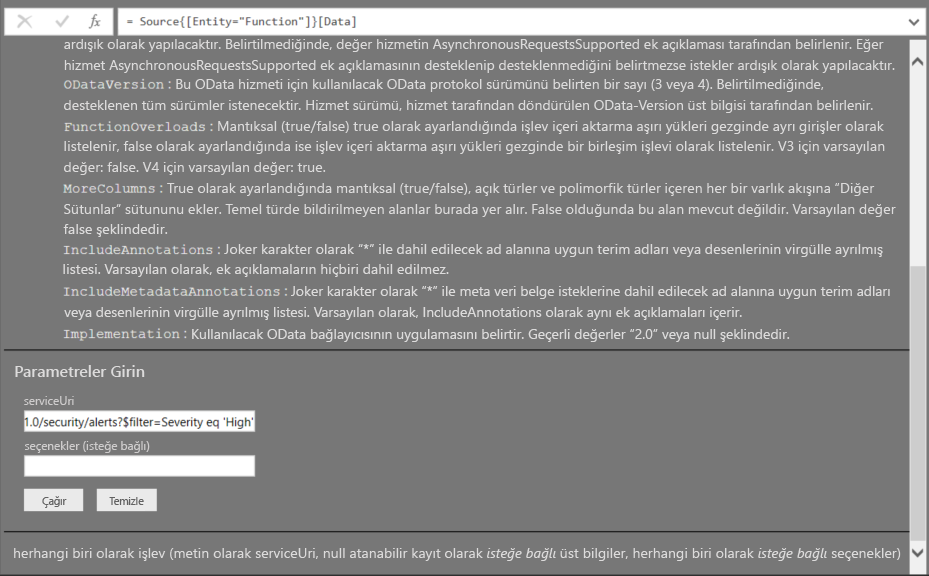 fx = Source{[Entity="Function"]}[Data]
ardışık olarak yapılacaktır. Belirtilmediğinde, değer hizmetin AsynchronousRequestsSupported ek açıklaması tarafından belirlenir. Eğer
hizmet AsynchronousRequestsSupported ek açıklamasının desteklenip desteklenmediğini belirtmezse istekler ardışık olarak yapılacaktır.
ODataVersion : Bu OData hizmeti için kullanılacak OData protokol sürümünü belirten bir sayı (3 veya 4). Belirtilmediğinde,
desteklenen tüm sürümler istenecektir. Hizmet sürümü, hizmet tarafından döndürülen OData-Version üst bilgisi tarafından belirlenir.
FunctionOverloads : Mantıksal (true/false) true olarak ayarlandığında işlev içeri aktarma aşırı yükleri gezginde ayrı girişler olarak
listelenir, false olarak ayarlandığında ise işlev içeri aktarma aşırı yükleri gezginde bir birleşim işlevi olarak listelenir. V3 için varsayılan
değer: false. V4 için varsayılan değer: true.
MoreColumns : True olarak ayarlandığında mantıksal (true/false), açık türler ve polimorfik türler içeren her bir varlık akışına “Diğer
Sütunlar” sütununu ekler. Temel türde bildirilmeyen alanlar burada yer alır. False olduğunda bu alan mevcut değildir. Varsayılan değer
false şeklindedir.
IncludeAnnotations : Joker karakter olarak “*” ile dahil edilecek ad alanına uygun terim adları veya desenlerinin virgülle ayrılmış
listesi. Varsayılan olarak, ek açıklamaların hiçbiri dahil edilmez.
IncludeMetadataAnnotations : Joker karakter olarak “*” ile meta veri belge isteklerine dahil edilecek ad alanına uygun terim adları
veya desenlerinin virgülle ayrılmış listesi. Varsayılan olarak, IncludeAnnotations olarak aynı ek açıklamaları içerir.
Implementation : Kullanılacak OData bağlayıcısının uygulamasını belirtir. Geçerli değerler “2.0” veya null şeklindedir.
Parametreler Girin
serviceUri
1.0/security/alerts?$filter=Severity eq 'High'
seçenekler (isteğe bağlı)
Çağır Temizle
herhangi biri olarak işlev (metin olarak serviceUri, null atanabilir kayıt olarak isteğe bağlı üst bilgiler, herhangi biri olarak isteğe bağlı seçenekler)